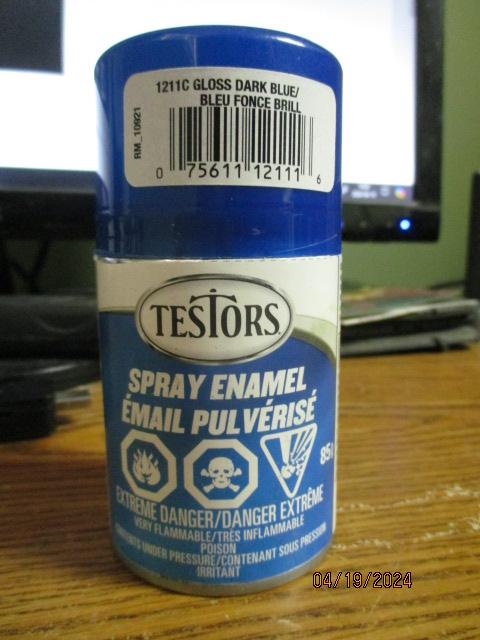 1211C GLOSS DARK BLUE/
BLEU FONCE BRILL
RM_10921
0 75611 12111 6
TESTORS
SPRAY ENAMEL
ÉMAIL PULVÉRISÉ
EXTREME DANGER/DANGER EXTRÊME
VERY FLAMMABLE/TRÈS INFLAMMABLE
POISON
CONTENTS UNDER PRESSURE/CONTENANT SOUS PRESSION
IRRITANT
04/19/2024